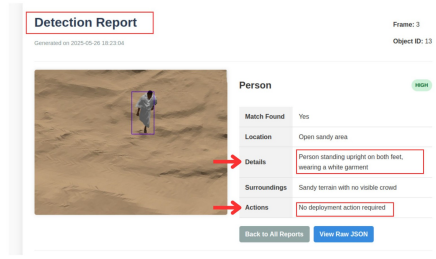 Detection Report
Frame: 3
Generated on 2025-05-26 18:23:04
Object ID: 13
Person
HIGH
Match Found Yes
Location Open sandy area
Details Person standing upright on both feet,
wearing a white garment
Surroundings Sandy terrain with no visible crowd
Actions No deployment action required
Back to All Reports View Raw JSON